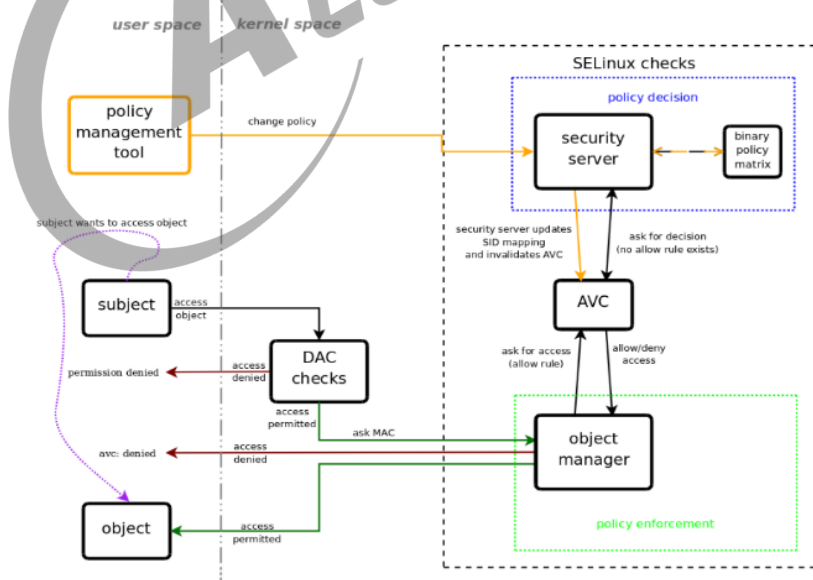 user space
kernel space
SELinux checks
policy decision
policy
management
tool
change policy
security
server
binary
policy
matrix
subject wants to access object
security server updates
SID mapping
and invalidates AVC
ask for decision
(no allow rule exists)
subject
access
object
AVC
DAC
checks
ask for access
(allow rule)
allow/deny
access
permission denied
access
denied
access
permitted
ask MAC
object
manager
avc: denied
access
denied
object
access
permitted
policy enforcement